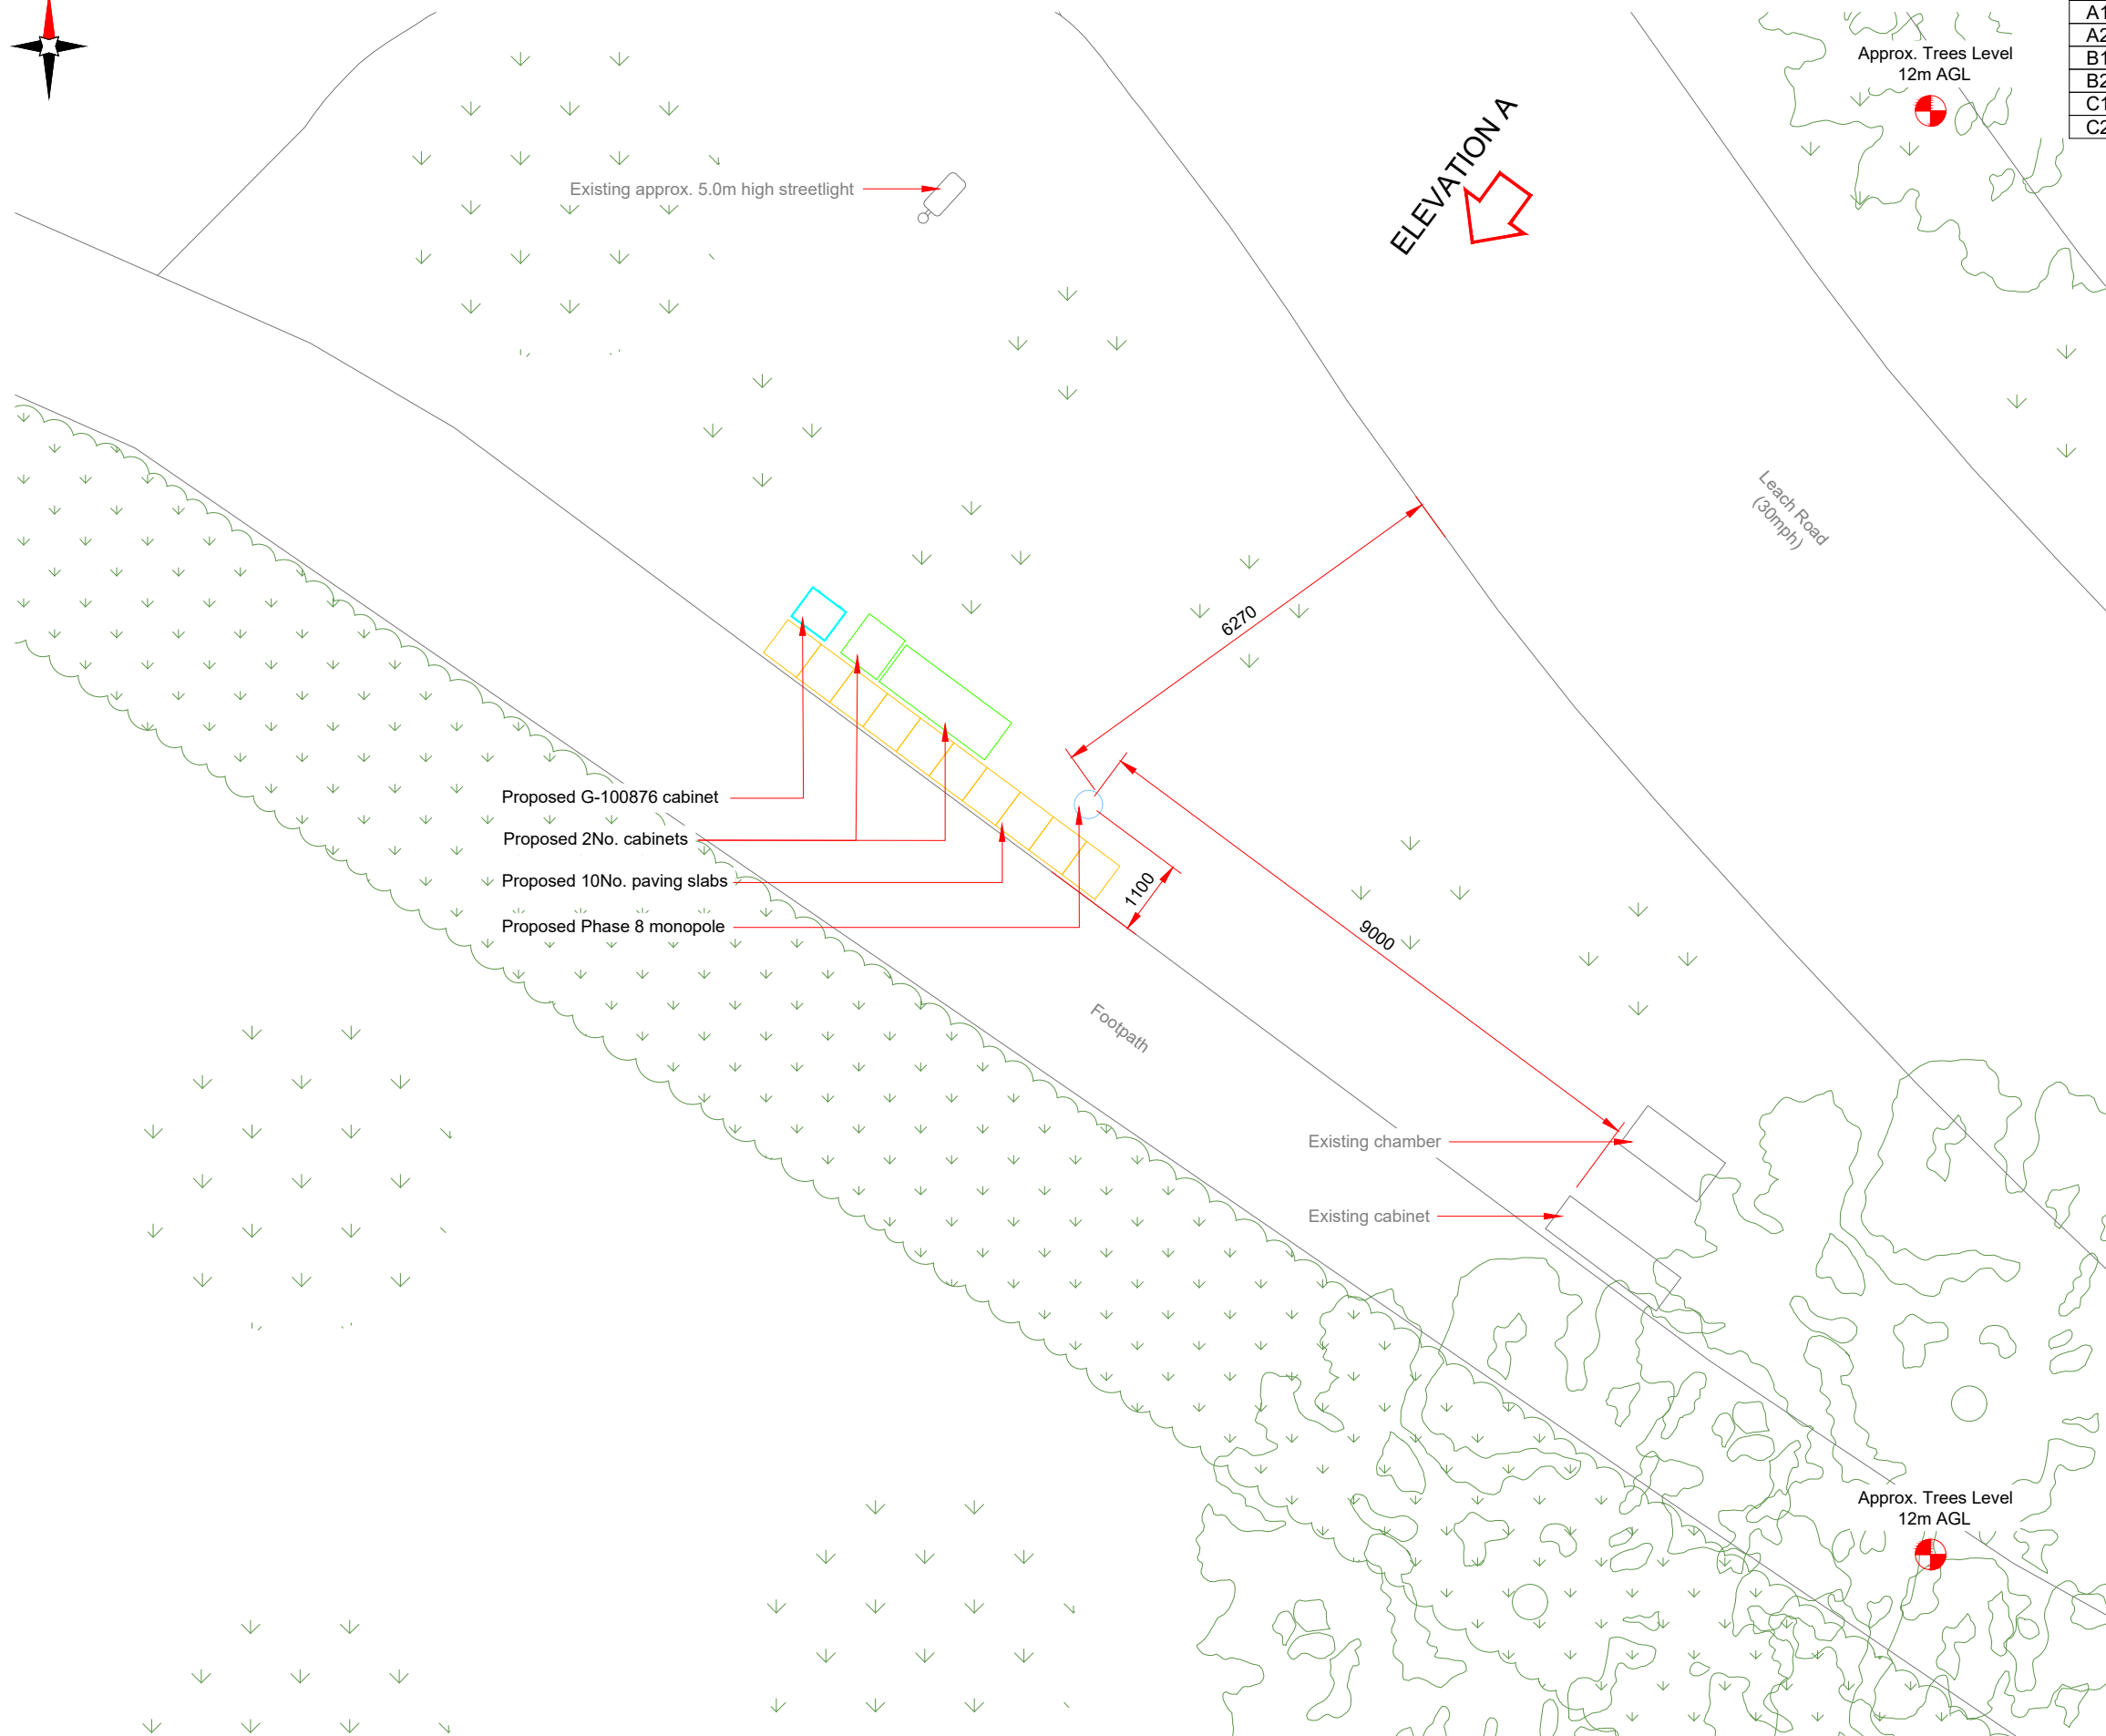 A1
A2
B1
B2
C1
C2
Approx. Trees Level
12m AGL
ELEVATION A
Existing approx. 5.0m high streetlight
Leach Road
(30mph)
6270
Proposed G-100876 cabinet
Proposed 2No. cabinets
Proposed 10No. paving slabs
Proposed Phase 8 monopole
1100
9000
Footpath
Existing chamber
Existing cabinet
Approx. Trees Level
12m AGL